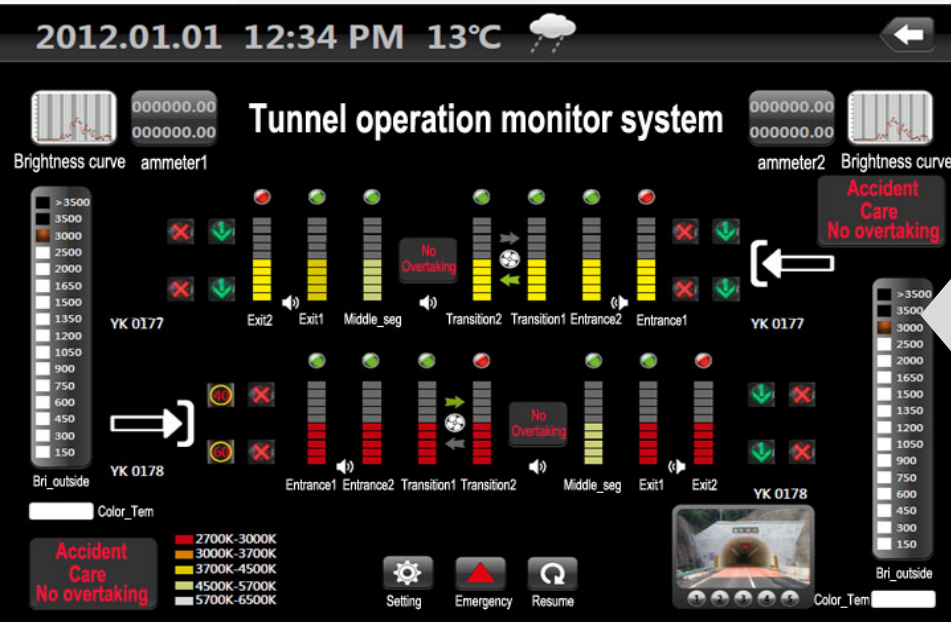 2012.01.01 12:34 PM 13℃
000000.00
000000.00
Tunnel operation monitor system
000000.00
000000.00
Brightness curve
ammeter1
ammeter2
Brightness curve
Accident
Care
No overtaking
>3500
3500
3000
2500
2000
1650
1500
1350
1200
1050
900
750
600
450
300
150
Bri_outside
Color_Tem
No
Overtaking
YK 0177
Exit2
Exit1
Middle_seg
Transition2
Transition1
Entrance2
Entrance1
YK 0177
40
60
No
Overtaking
YK 0178
Entrance1
Entrance2
Transition1
Transition2
Middle_seg
Exit1
Exit2
YK 0178
>3500
3500
3000
2500
2000
1650
1500
1350
1200
1050
900
750
600
450
300
150
Bri_outside
Color_Tem
Accident
Care
No overtaking
2700K-3000K
3000K-3700K
3700K-4500K
4500K-5700K
5700K-6500K
Setting
Emergency
Resume
1 2 3 4 5